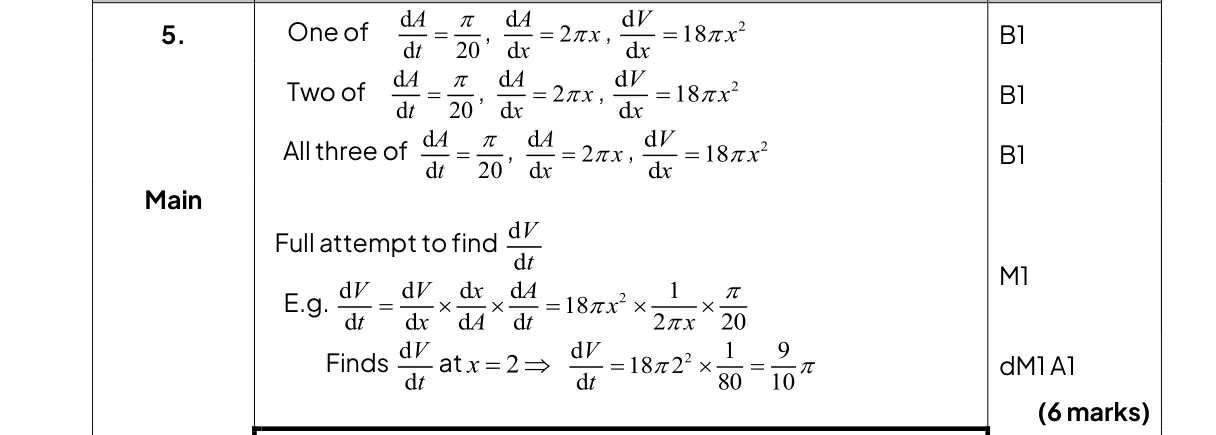 5.
One of dA/dt = π/20, dA/dx = 2πx, dV/dx = 18πx² B1
Two of dA/dt = π/20, dA/dx = 2πx, dV/dx = 18πx² B1
All three of dA/dt = π/20, dA/dx = 2πx, dV/dx = 18πx² B1
Main
Full attempt to find dV/dt
M1
E.g. dV/dt = dV/dx × dx/dA × dA/dt = 18πx² × 1/2πx × π/20
Finds dV/dt at x = 2 ⇒ dV/dt = 18π2² × 1/80 = 9/10 π dM1 A1
(6 marks)